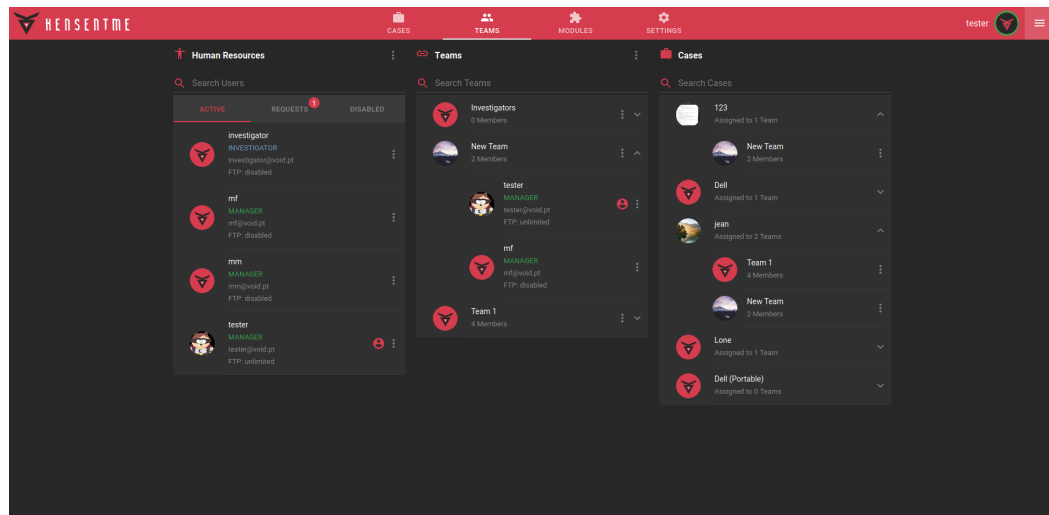 HENSENTME
CASES
TEAMS
MODULES
SETTINGS
tester
Human Resources
Search Users
ACTIVE
REQUESTS
1
DISABLED
investigator
INVESTIGATOR
investigator@void.pt
FTP: disabled
mf
MANAGER
mf@void.pt
FTP: disabled
mm
MANAGER
mm@void.pt
FTP: disabled
tester
MANAGER
tester@void.pt
FTP: unlimited
Teams
Search Teams
Investigators
0 Members
New Team
2 Members
tester
MANAGER
tester@void.pt
FTP: unlimited
mf
MANAGER
mf@void.pt
FTP: disabled
Team 1
4 Members
Cases
Search Cases
123
Assigned to 1 Team
New Team
2 Members
Dell
Assigned to 1 Team
jean
Assigned to 2 Teams
Team 1
4 Members
New Team
2 Members
Lone
Assigned to 1 Team
Dell (Portable)
Assigned to 0 Teams